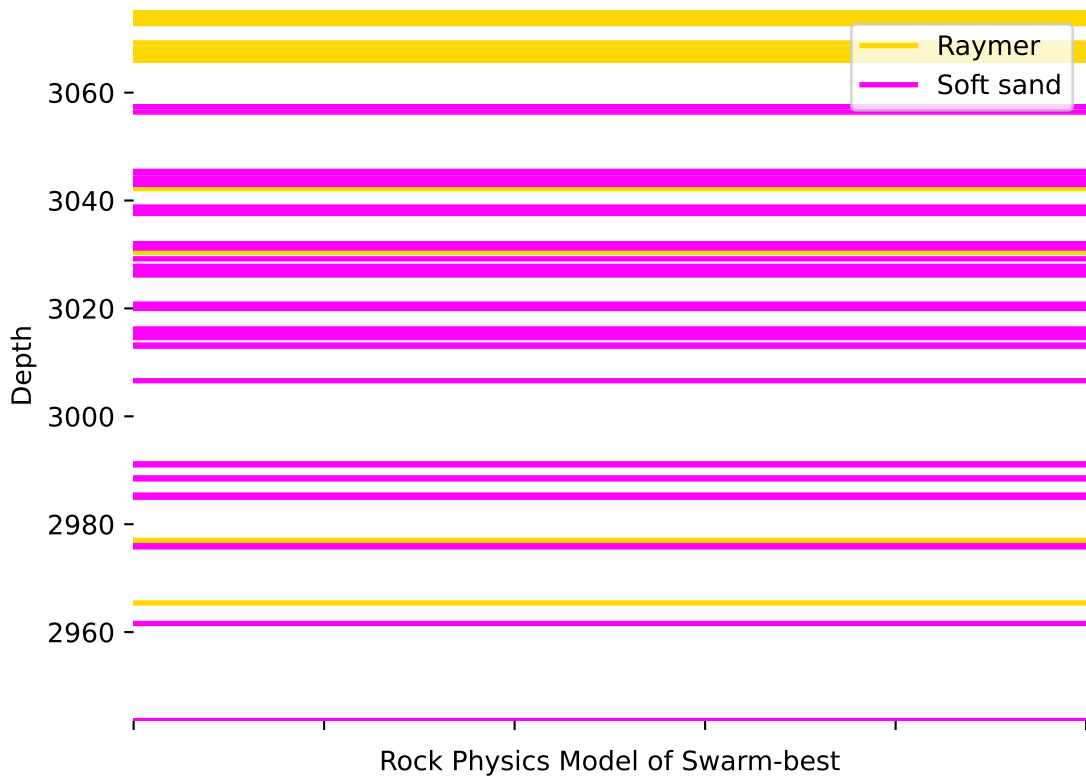 Raymer
Soft sand
3060
3040
3020
3000
2980
2960
Depth
Rock Physics Model of Swarm-best